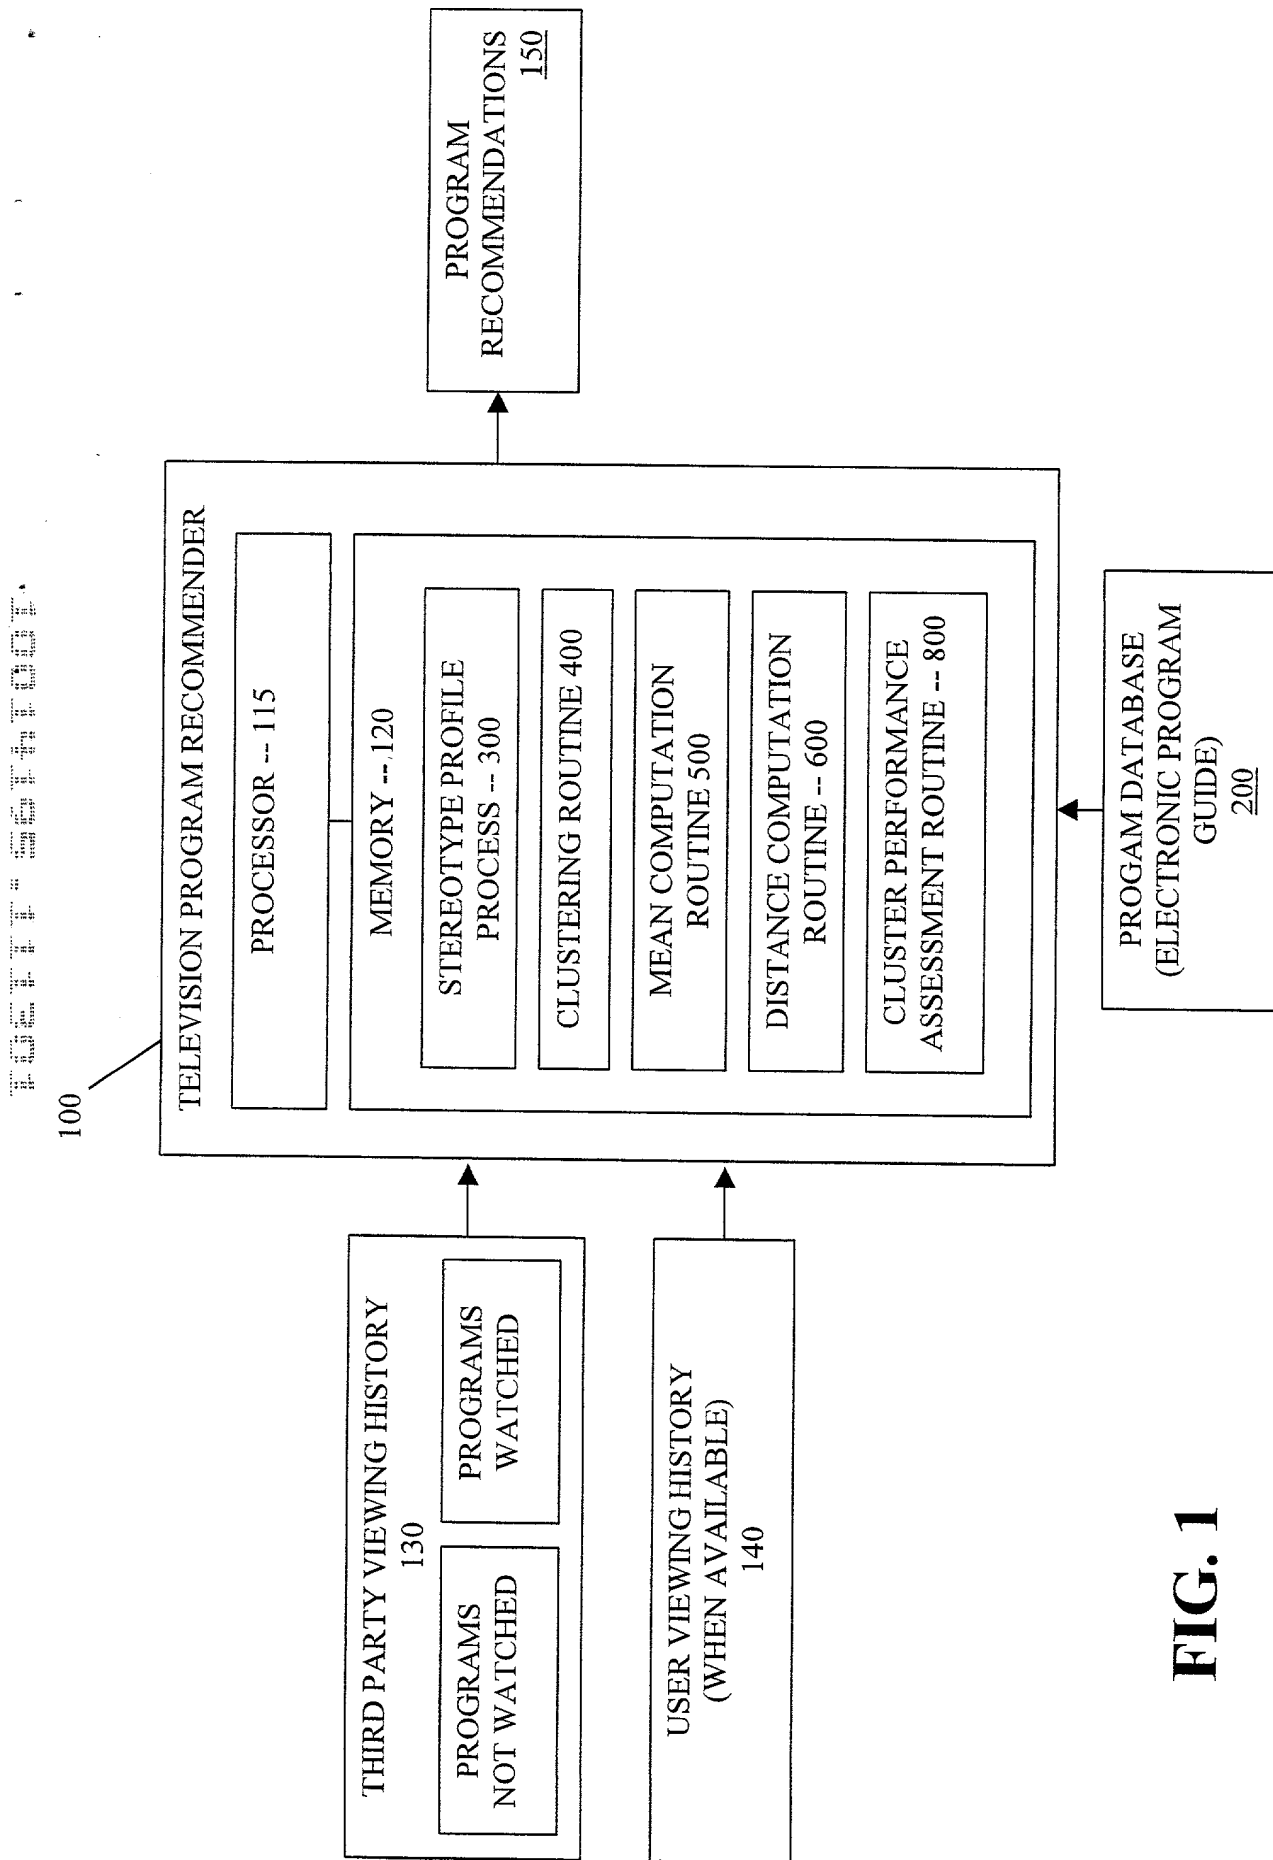 100
TELEVISION PROGRAM RECOMMENDER
PROCESSOR -- 115
MEMORY -- 120
STEREOTYPE PROFILE
PROCESS -- 300
CLUSTERING ROUTINE 400
MEAN COMPUTATION
ROUTINE 500
DISTANCE COMPUTATION
ROUTINE -- 600
CLUSTER PERFORMANCE
ASSESSMENT ROUTINE -- 800
THIRD PARTY VIEWING HISTORY
130
PROGRAMS
NOT WATCHED
PROGRAMS
WATCHED
USER VIEWING HISTORY
(WHEN AVAILABLE)
140
PROGRAM
RECOMMENDATIONS
150
PROGAM DATABASE
(ELECTRONIC PROGRAM
GUIDE)
200
FIG. 1